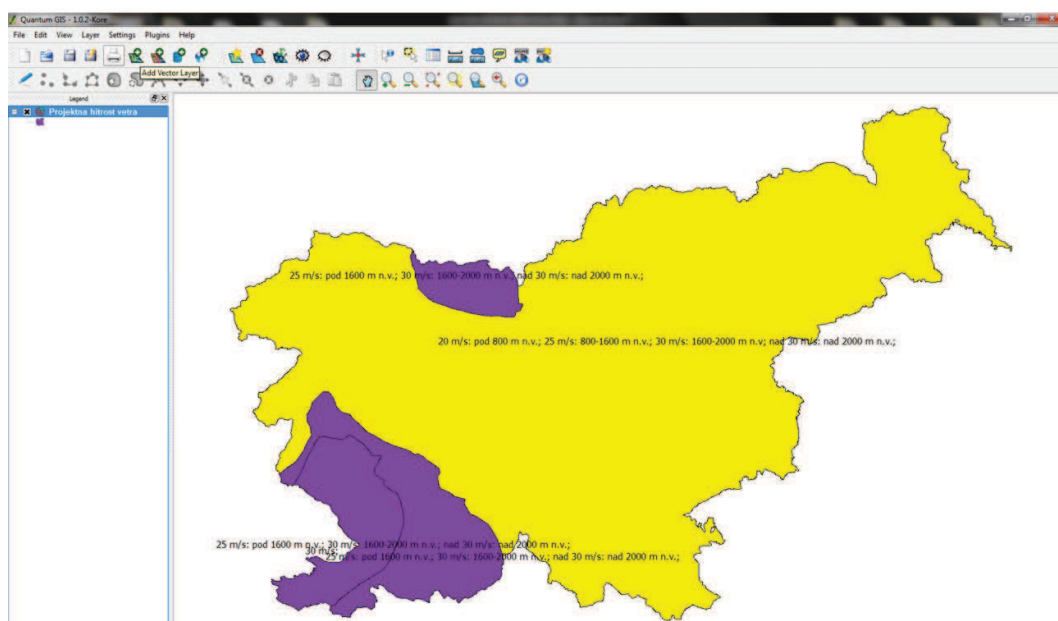 Quantum GIS - 1.0.2-Kore
File Edit View Layer Settings Plugins Help
Add Vector Layer
Legend
Projektna hitrost vetra
25 m/s: pod 1600 m n.v.; 30 m/s: 1600-2000 m n.v.; nad 30 m/s: nad 2000 m n.v.;
20 m/s: pod 800 m n.v.; 25 m/s: 800-1600 m n.v.; 30 m/s: 1600-2000 m n.v; nad 30 m/s: nad 2000 m n.v.;
25 m/s: pod 1600 m n.v.; 30 m/s: 1600-2000 m n.v.; nad 30 m/s: nad 2000 m n.v.;
30 m/s;
25 m/s: pod 1600 m n.v.; 30 m/s: 1600-2000 m n.v.; nad 30 m/s: nad 2000 m n.v.;